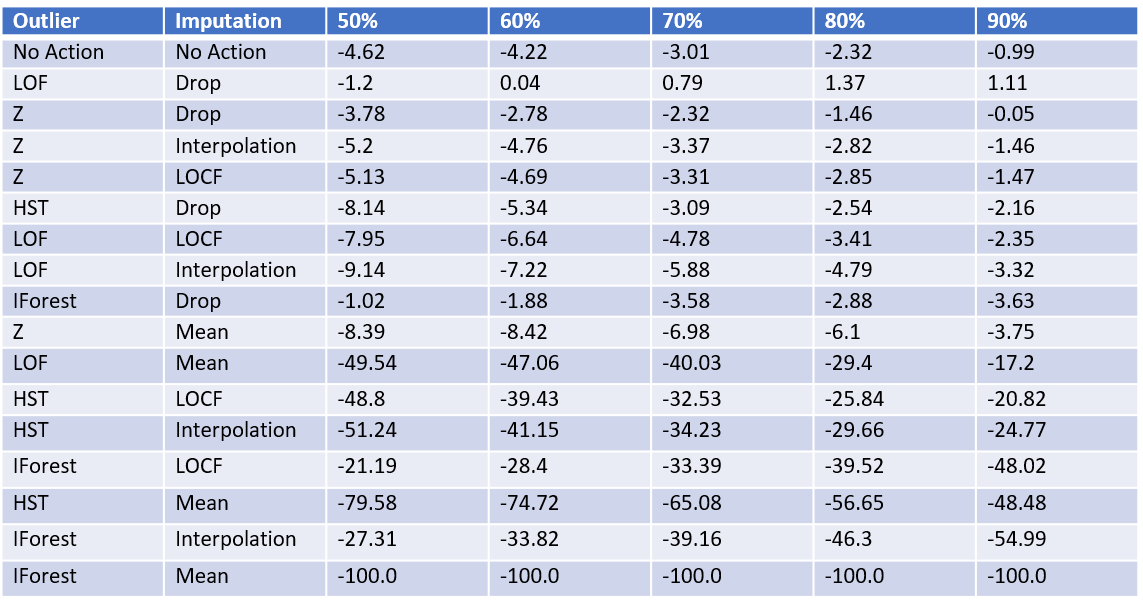 Outlier Imputation 50% 60% 70% 80% 90%
No Action No Action -4.62 -4.22 -3.01 -2.32 -0.99
LOF Drop -1.2 0.04 0.79 1.37 1.11
Z Drop -3.78 -2.78 -2.32 -1.46 -0.05
Z Interpolation -5.2 -4.76 -3.37 -2.82 -1.46
Z LOCF -5.13 -4.69 -3.31 -2.85 -1.47
HST Drop -8.14 -5.34 -3.09 -2.54 -2.16
LOF LOCF -7.95 -6.64 -4.78 -3.41 -2.35
LOF Interpolation -9.14 -7.22 -5.88 -4.79 -3.32
IForest Drop -1.02 -1.88 -3.58 -2.88 -3.63
Z Mean -8.39 -8.42 -6.98 -6.1 -3.75
LOF Mean -49.54 -47.06 -40.03 -29.4 -17.2
HST LOCF -48.8 -39.43 -32.53 -25.84 -20.82
HST Interpolation -51.24 -41.15 -34.23 -29.66 -24.77
IForest LOCF -21.19 -28.4 -33.39 -39.52 -48.02
HST Mean -79.58 -74.72 -65.08 -56.65 -48.48
IForest Interpolation -27.31 -33.82 -39.16 -46.3 -54.99
IForest Mean -100.0 -100.0 -100.0 -100.0 -100.0